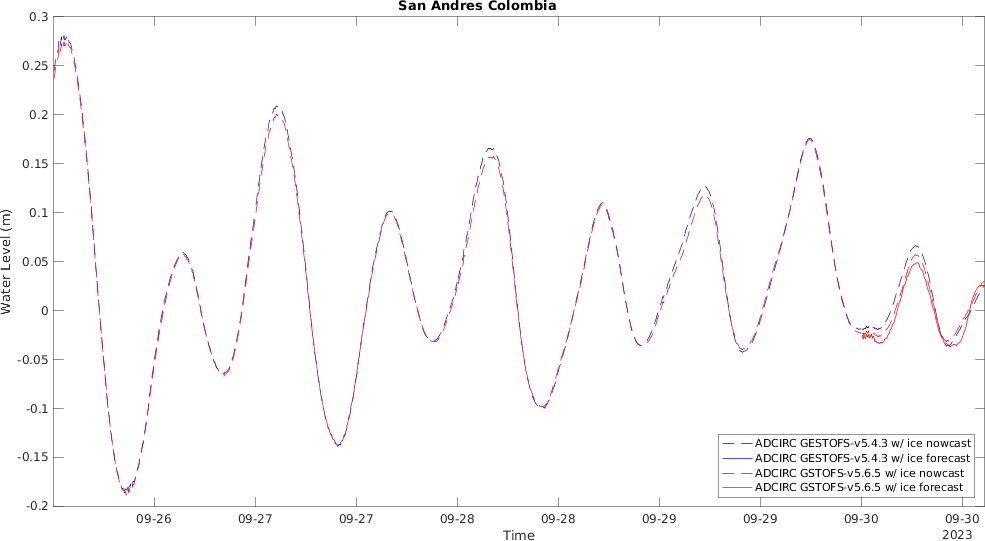 San Andres Colombia
0.3
0.25
0.2
0.15
0.1
0.05
0
-0.05
-0.1
-0.15
-0.2
Water Level (m)
09-26 09-27 09-27 09-28 09-28 09-29 09-29 09-30 09-30
2023
Time
ADCIRC GESTOFS-v5.4.3 w/ ice nowcast
ADCIRC GESTOFS-v5.4.3 w/ ice forecast
ADCIRC GSTOFS-v5.6.5 w/ ice nowcast
ADCIRC GSTOFS-v5.6.5 w/ ice forecast